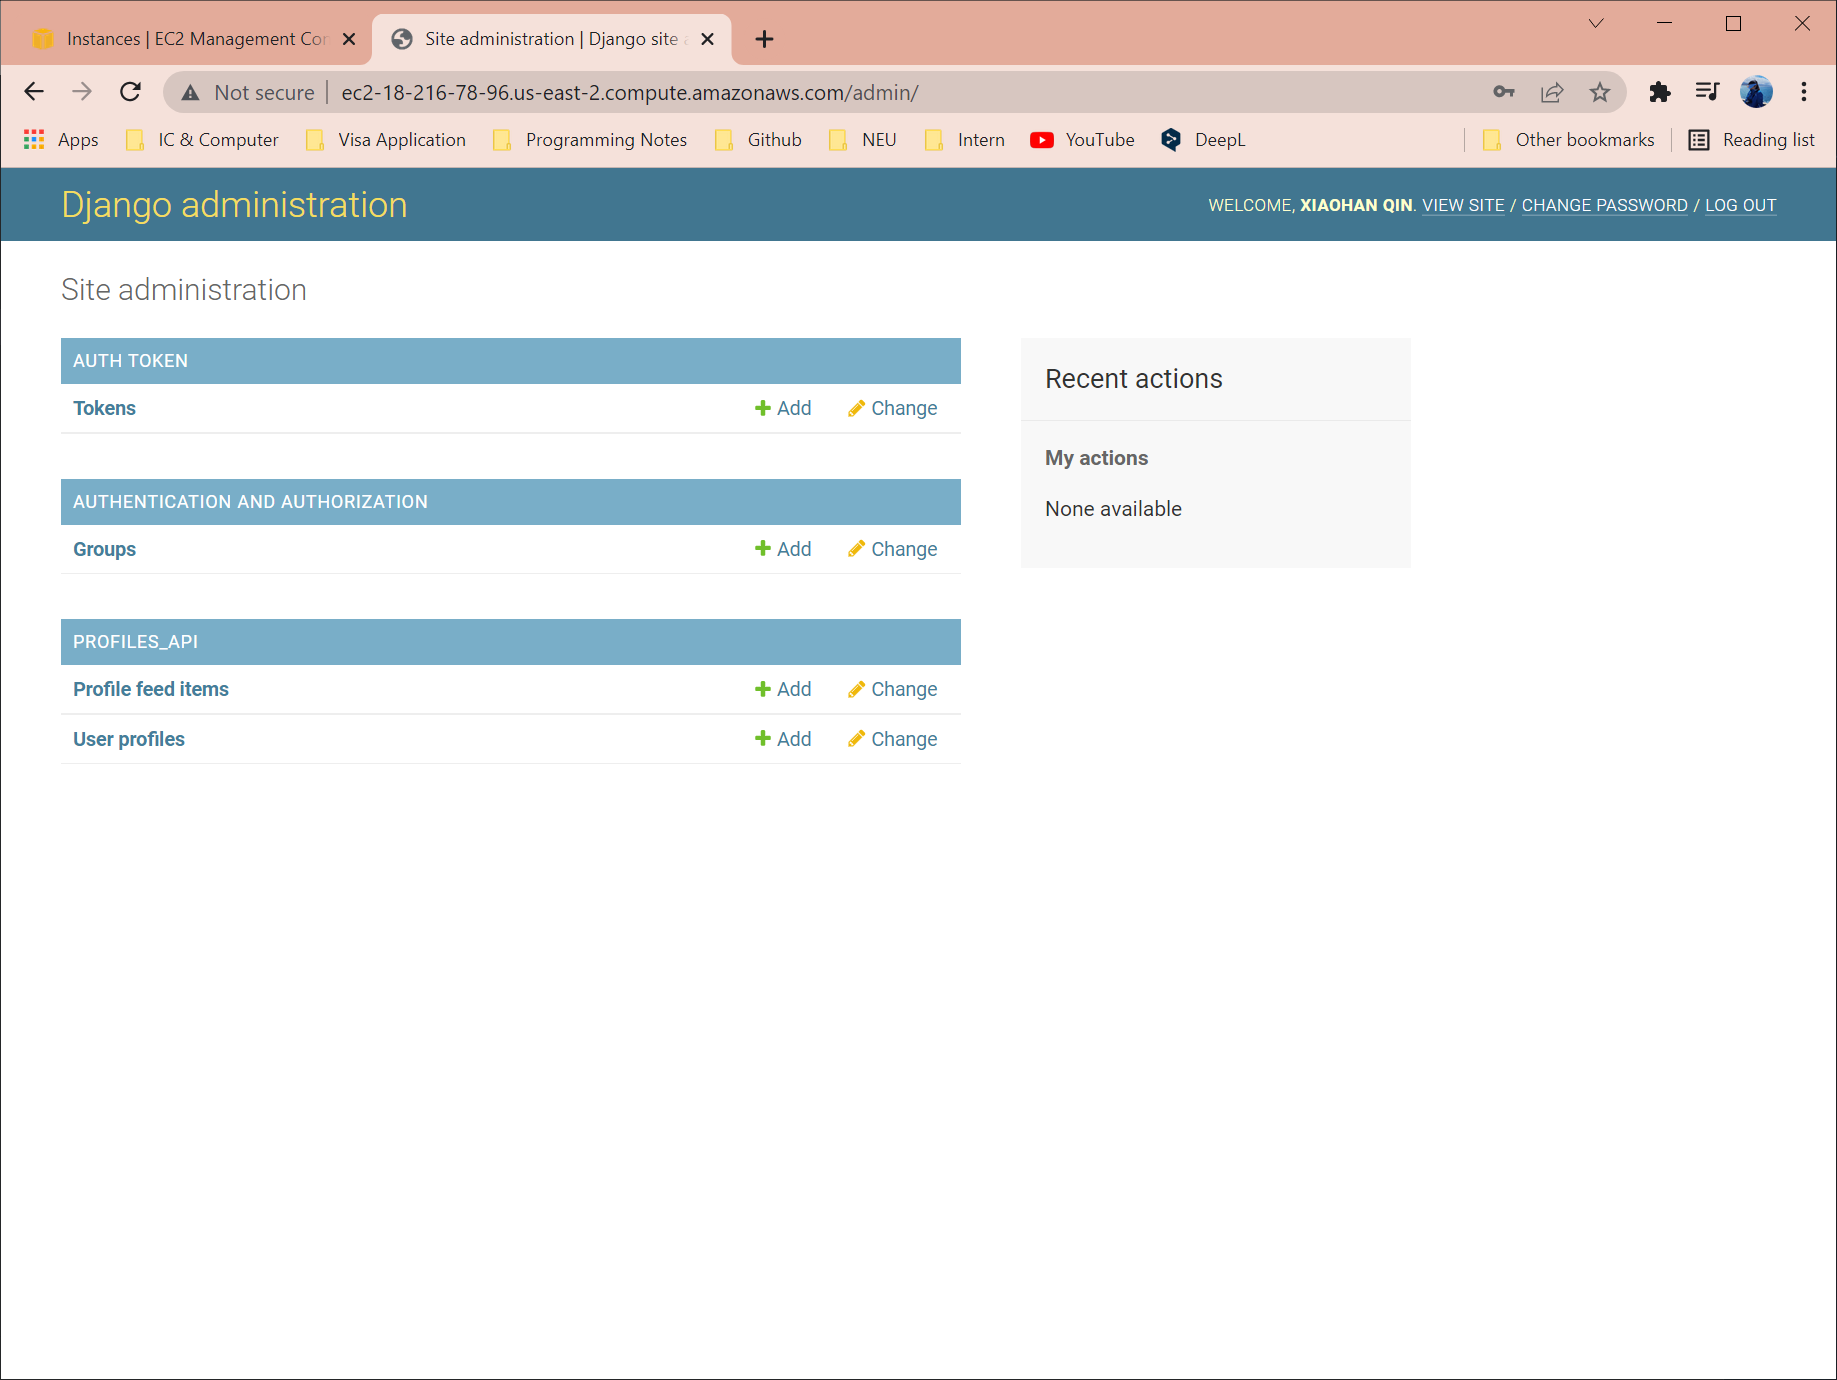 Instances | EC2 Management Con
Site administration | Django site a
Not secure
ec2-18-216-78-96.us-east-2.compute.amazonaws.com/admin/
Apps IC & Computer Visa Application Programming Notes Github NEU Intern YouTube DeepL Other bookmarks Reading list
Django administration
WELCOME, XIAOHAN QIN. VIEW SITE / CHANGE PASSWORD / LOG OUT
Site administration
AUTH TOKEN
Tokens Add Change
AUTHENTICATION AND AUTHORIZATION
Groups Add Change
PROFILES_API
Profile feed items Add Change
User profiles Add Change
Recent actions
My actions
None available